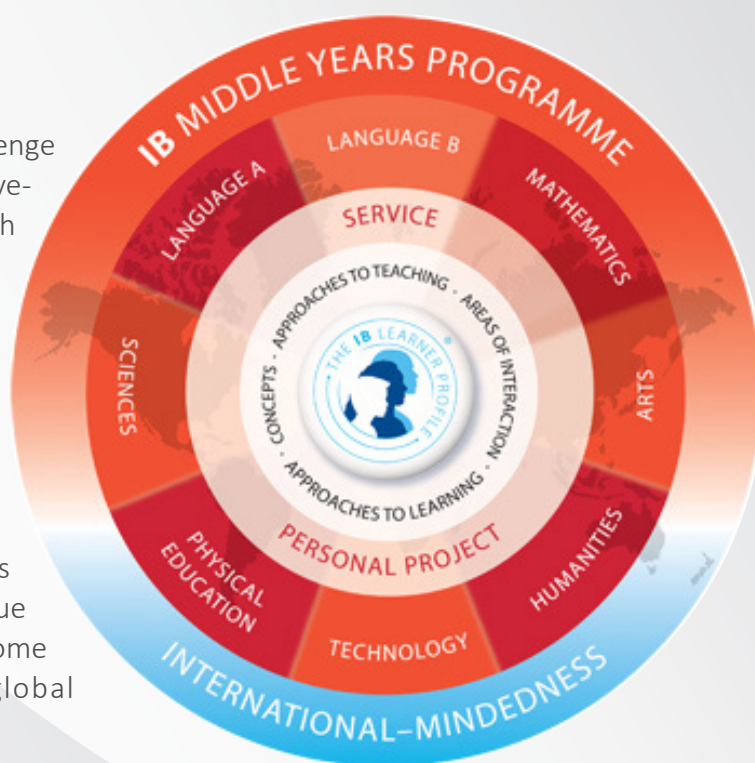 enge
ve-
h
s
ue
ome
global
IB MIDDLE YEARS PROGRAMME
LANGUAGE A
LANGUAGE B
MATHEMATICS
SCIENCES
ARTS
PHYSICAL
EDUCATION
TECHNOLOGY
HUMANITIES
SERVICE
PERSONAL PROJECT
APPROACHES TO TEACHING · AREAS OF INTERACTION · APPROACHES TO LEARNING · CONCEPTS ·
· THE IB LEARNER PROFILE · ®
INTERNATIONAL–MINDEDNESS